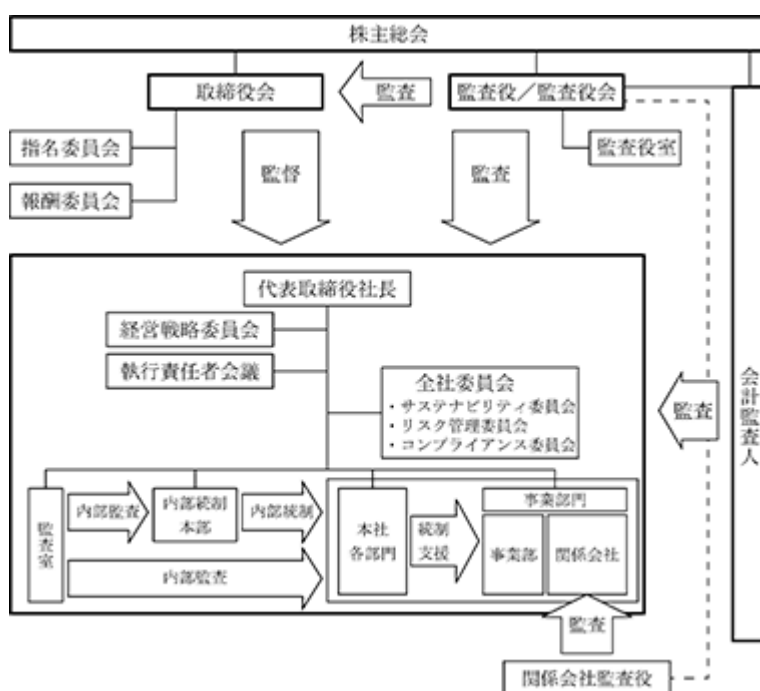 株主総会
取締役会
監査
監査役／監査役会
指名委員会
報酬委員会
監督
監査
監査役室
代表取締役社長
経営戦略委員会
執行責任者会議
全社委員会
・サステナビリティ委員会
・リスク管理委員会
・コンプライアンス委員会
監査
会計監査人
監査室
内部監査
内部統制
本部
内部統制
内部監査
本社
各部門
統制
支援
事業部門
事業部
関係会社
監査
関係会社監査役